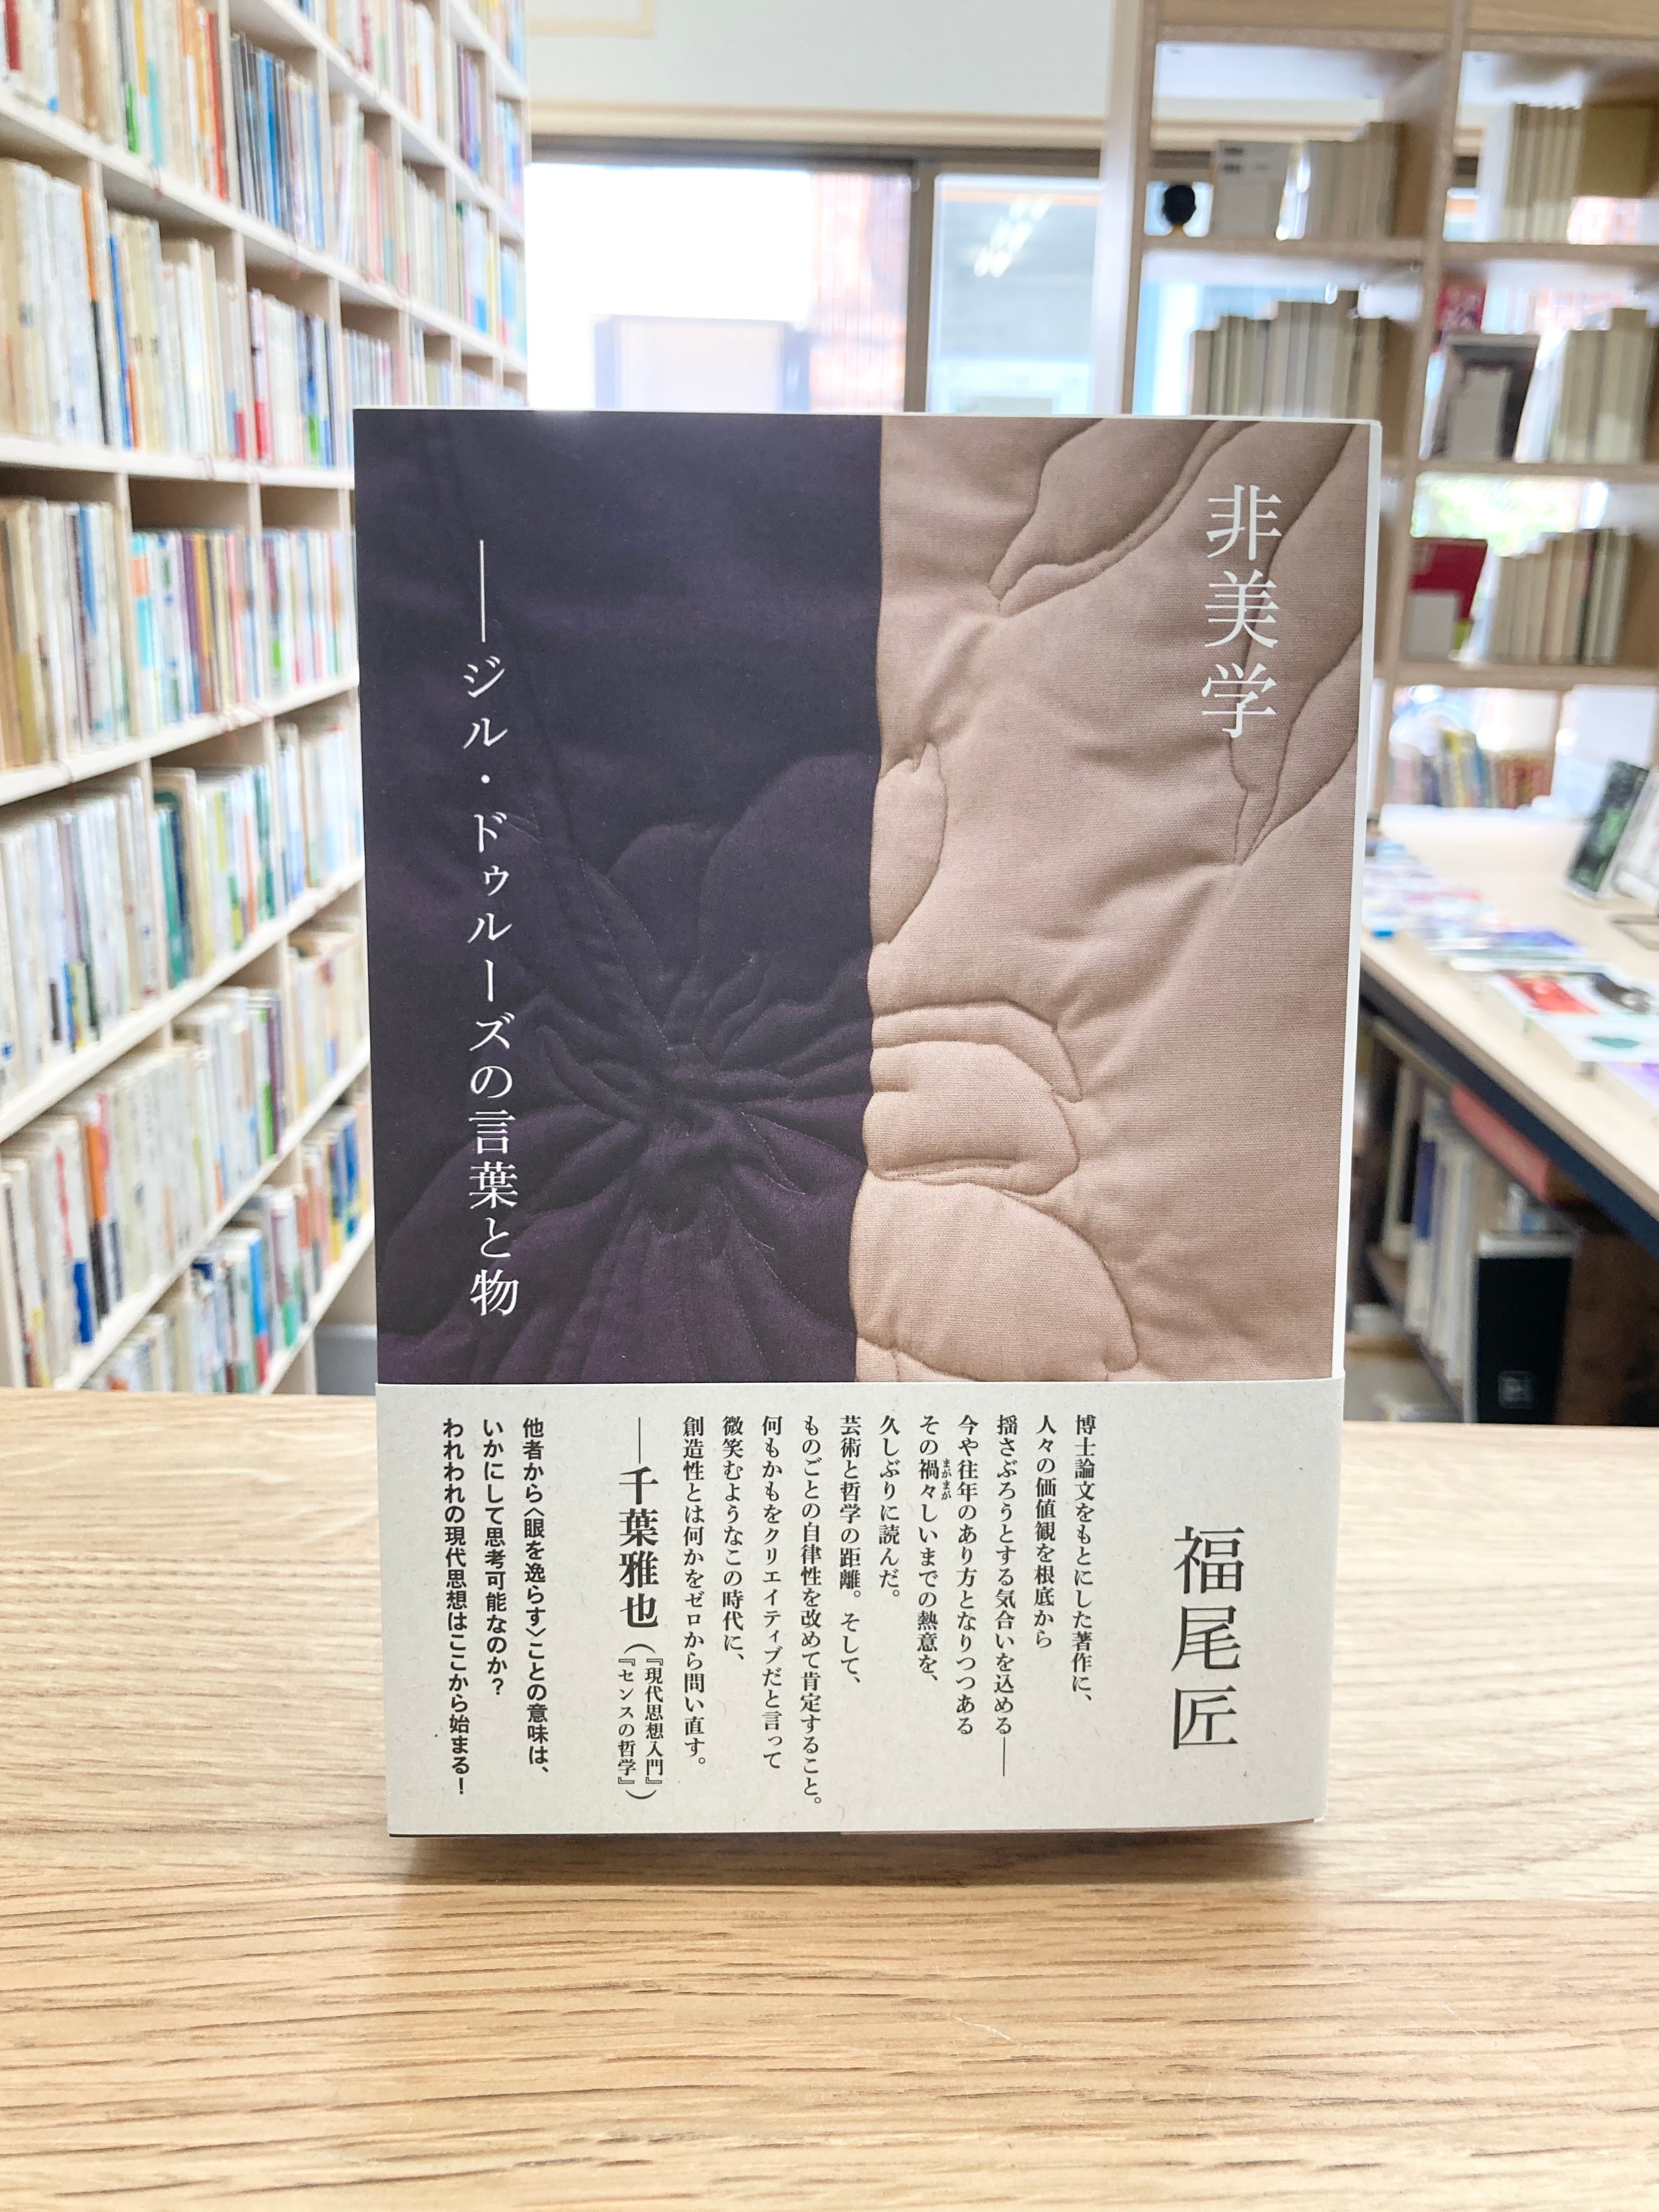 非美学
――ジル・ドゥルーズの言葉と物
福尾匠
博士論文をもとにした著作に、
人々の価値観を根底から
揺さぶろうとする気合いを込める――
今や往年のあり方となりつつある
その禍々しいまでの熱意を、
まがまが
久しぶりに読んだ。
芸術と哲学の距離。そして、
ものごとの自律性を改めて肯定すること。
何もかもをクリエイティブだと言って
微笑むようなこの時代に、
創造性とは何かをゼロから問い直す。
――千葉雅也(『現代思想入門』
『センスの哲学』)
他者から〈眼を逸らす〉ことの意味は、
いかにして思考可能なのか?
われわれの現代思想はここから始まる!